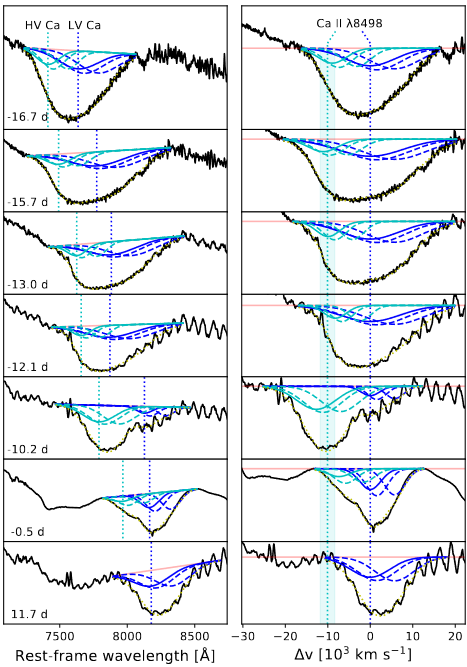 HV Ca LV Ca
Ca II λ8498
-16.7 d
-15.7 d
-13.0 d
-12.1 d
-10.2 d
-0.5 d
11.7 d
7500 8000 8500
−30 −20 −10 0 10 20
Rest-frame wavelength [Å]
Δv [10³ km s⁻¹]